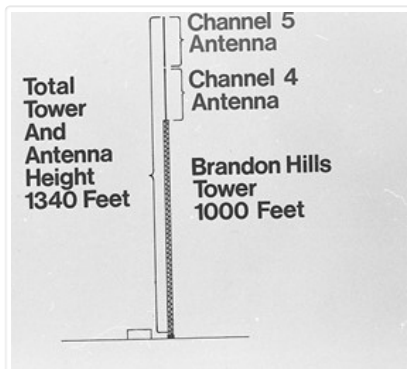 Channel 5
Antenna
Channel 4
Antenna
Total
Tower
And
Antenna
Height
1340 Feet
Brandon Hills
Tower
1000 Feet